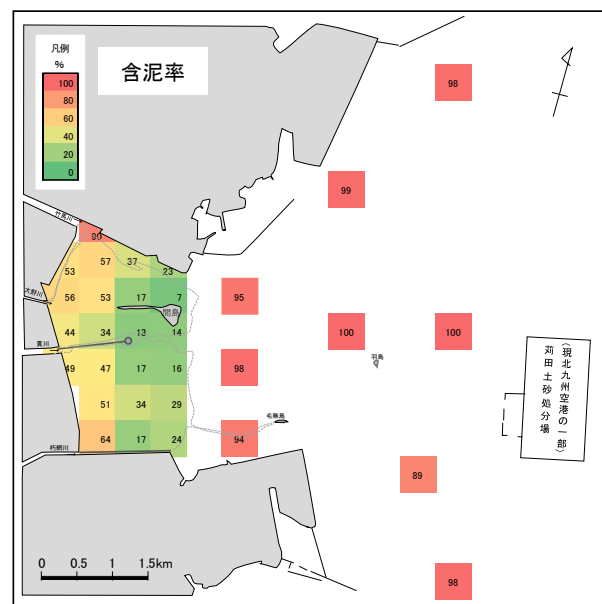 凡例
%
100
80
60
40
20
0
含泥率
98
99
竹馬川
90
57 37
53 23
大野川
56 53 17 7
95
間島
貫川
44 34 13 14
100 100
羽島
49 47 17 16
98
51 34 29
毛無島
朽網川
64 17 24
94
苅田土砂処分場
(現北九州空港の一部)
89
98
0 0.5 1 1.5km